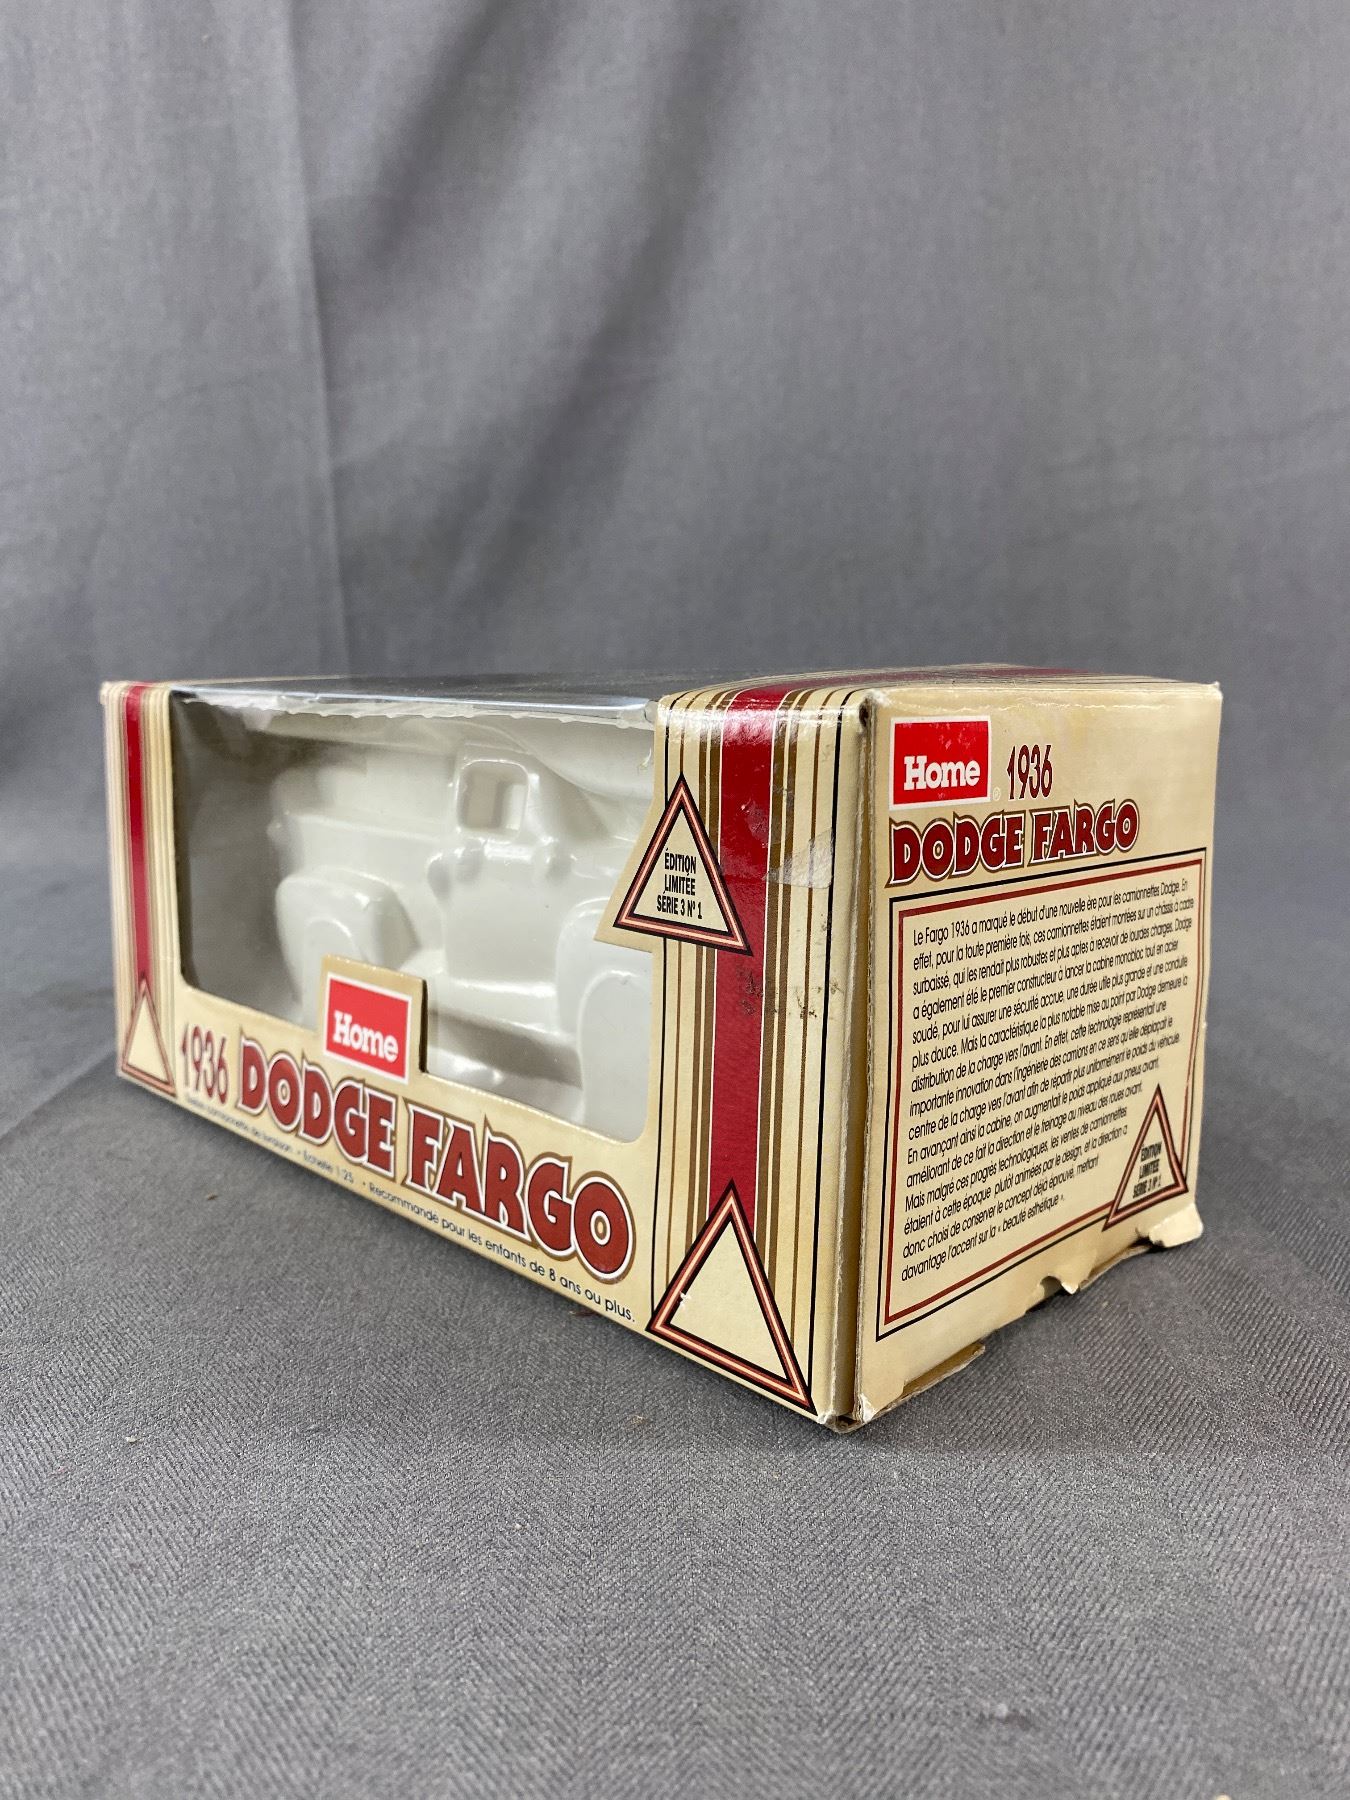 Home
1936
DODGE FARGO
Échelle 1:25 • Recommandé pour les enfants de 8 ans ou plus.
ÉDITION
LIMITÉE
SÉRIE 3 N° 1
Home 1936
DODGE FARGO
Le Fargo 1936 a marqué le début d'une nouvelle ère pour les camionnettes Dodge. En
effet, pour la toute première fois, ces camionnettes étaient montées sur un châssis à cadre
surbaissé, qui les rendait plus robustes et plus aptes à recevoir de lourdes charges. Dodge
a également été le premier constructeur à lancer la cabine monobloc tout en acier
soudé, pour lui assurer une sécurité accrue, une durée utile plus grande et une conduite
plus douce. Mais la caractéristique la plus notable mise au point par Dodge demeure la
distribution de la charge vers l'avant. En effet, cette technologie représentait une
importante innovation dans l'ingénierie des camions en ce sens qu'elle déplaçait le
centre de la charge vers l'avant afin de répartir plus uniformément le poids du véhicule.
En avançant ainsi la cabine, on augmentait le poids appliqué aux pneus avant,
améliorant de ce fait la direction et le freinage au niveau des roues avant.
Mais malgré ces progrès technologiques, les ventes de camionnettes
étaient à cette époque plutôt animées par le design, et la direction a
donc choisi de conserver le concept déjà éprouvé, mettant
davantage l'accent sur la « beauté esthétique ».
ÉDITION
LIMITÉE
SÉRIE 3 N° 1